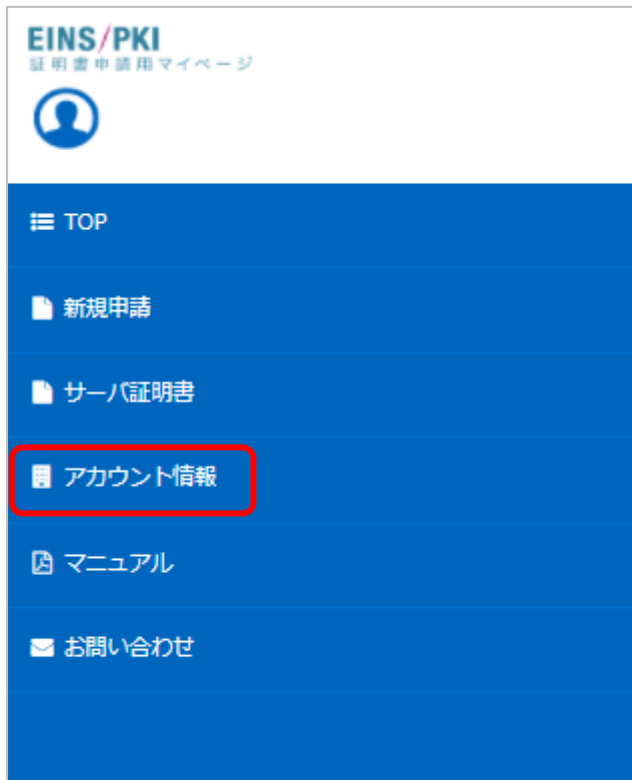 EINS/PKI
証明書申請用マイページ
TOP
新規申請
サーバ証明書
アカウント情報
マニュアル
お問い合わせ